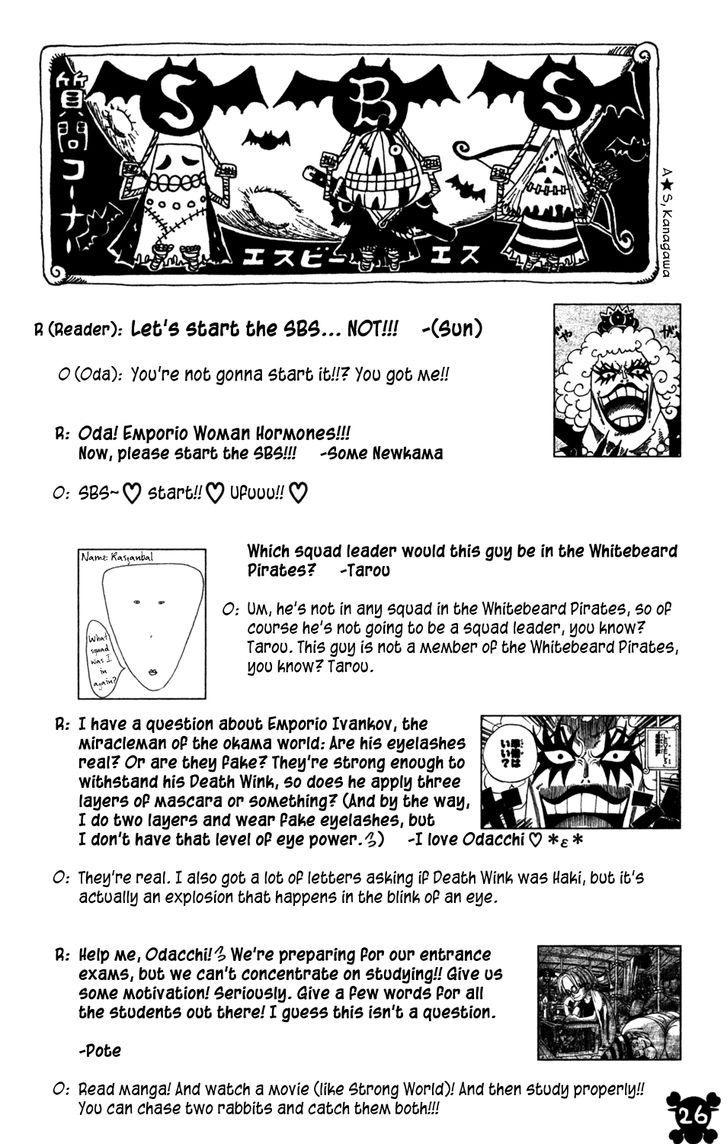 質問コーナー
S B S
エスビーエス
A★S, Kanagawa
R (Reader): Let's start the SBS... NOT!!! -(Sun)
O (Oda): You're not gonna start it!!? You got me!!
R: Oda! Emporio Woman Hormones!!!
Now, please start the SBS!!! -Some Newkama
O: SBS~♡ start!!♡ Ufuuu!!♡
Name: Rasyanbal
What squad was I in again?
Which squad leader would this guy be in the Whitebeard
Pirates? -Tarou
O: Um, he's not in any squad in the Whitebeard Pirates, so of
course he's not going to be a squad leader, you know?
Tarou. This guy is not a member of the Whitebeard Pirates,
you know? Tarou.
R: I have a question about Emporio Ivankov, the
miracleman of the okama world: Are his eyelashes
real? Or are they fake? They're strong enough to
withstand his Death Wink, so does he apply three
layers of mascara or something? (And by the way,
I do two layers and wear fake eyelashes, but
I don't have that level of eye power.) -I love Odacchi ♡ *ε*
準備は
いい?
O: They're real. I also got a lot of letters asking if Death Wink was Haki, but it's
actually an explosion that happens in the blink of an eye.
R: Help me, Odacchi! We're preparing for our entrance
exams, but we can't concentrate on studying!! Give us
some motivation! Seriously. Give a few words for all
the students out there! I guess this isn't a question.
-Pote
O: Read manga! And watch a movie (like Strong World)! And then study properly!!
You can chase two rabbits and catch them both!!!
26